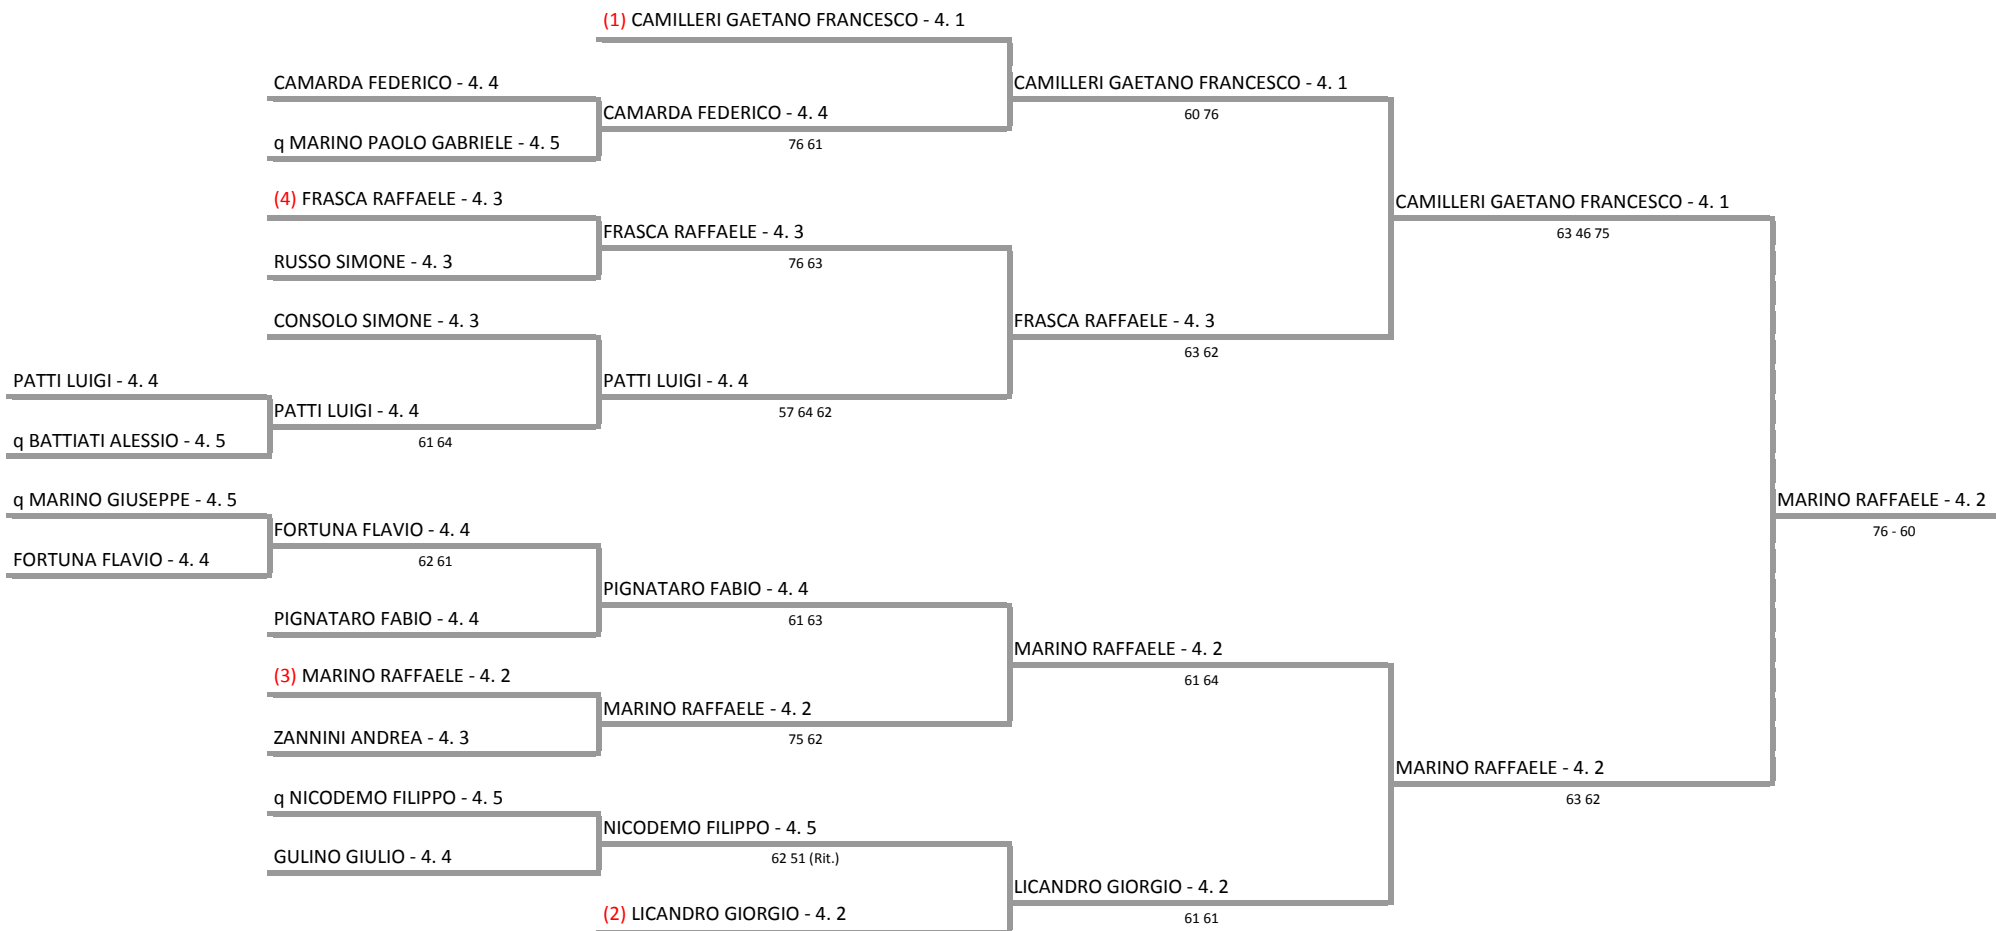 (1) CAMILLERI GAETANO FRANCESCO - 4. 1
CAMARDA FEDERICO - 4. 4
CAMILLERI GAETANO FRANCESCO - 4. 1
CAMARDA FEDERICO - 4. 4
60 76
q MARINO PAOLO GABRIELE - 4. 5
76 61
(4) FRASCA RAFFAELE - 4. 3
CAMILLERI GAETANO FRANCESCO - 4. 1
FRASCA RAFFAELE - 4. 3
63 46 75
RUSSO SIMONE - 4. 3
76 63
CONSOLO SIMONE - 4. 3
FRASCA RAFFAELE - 4. 3
63 62
PATTI LUIGI - 4. 4
PATTI LUIGI - 4. 4
PATTI LUIGI - 4. 4
57 64 62
q BATTIATI ALESSIO - 4. 5
61 64
q MARINO GIUSEPPE - 4. 5
MARINO RAFFAELE - 4. 2
FORTUNA FLAVIO - 4. 4
76 - 60
FORTUNA FLAVIO - 4. 4
62 61
PIGNATARO FABIO - 4. 4
PIGNATARO FABIO - 4. 4
61 63
MARINO RAFFAELE - 4. 2
(3) MARINO RAFFAELE - 4. 2
61 64
MARINO RAFFAELE - 4. 2
ZANNINI ANDREA - 4. 3
75 62
MARINO RAFFAELE - 4. 2
q NICODEMO FILIPPO - 4. 5
63 62
NICODEMO FILIPPO - 4. 5
GULINO GIULIO - 4. 4
62 51 (Rit.)
LICANDRO GIORGIO - 4. 2
(2) LICANDRO GIORGIO - 4. 2
61 61